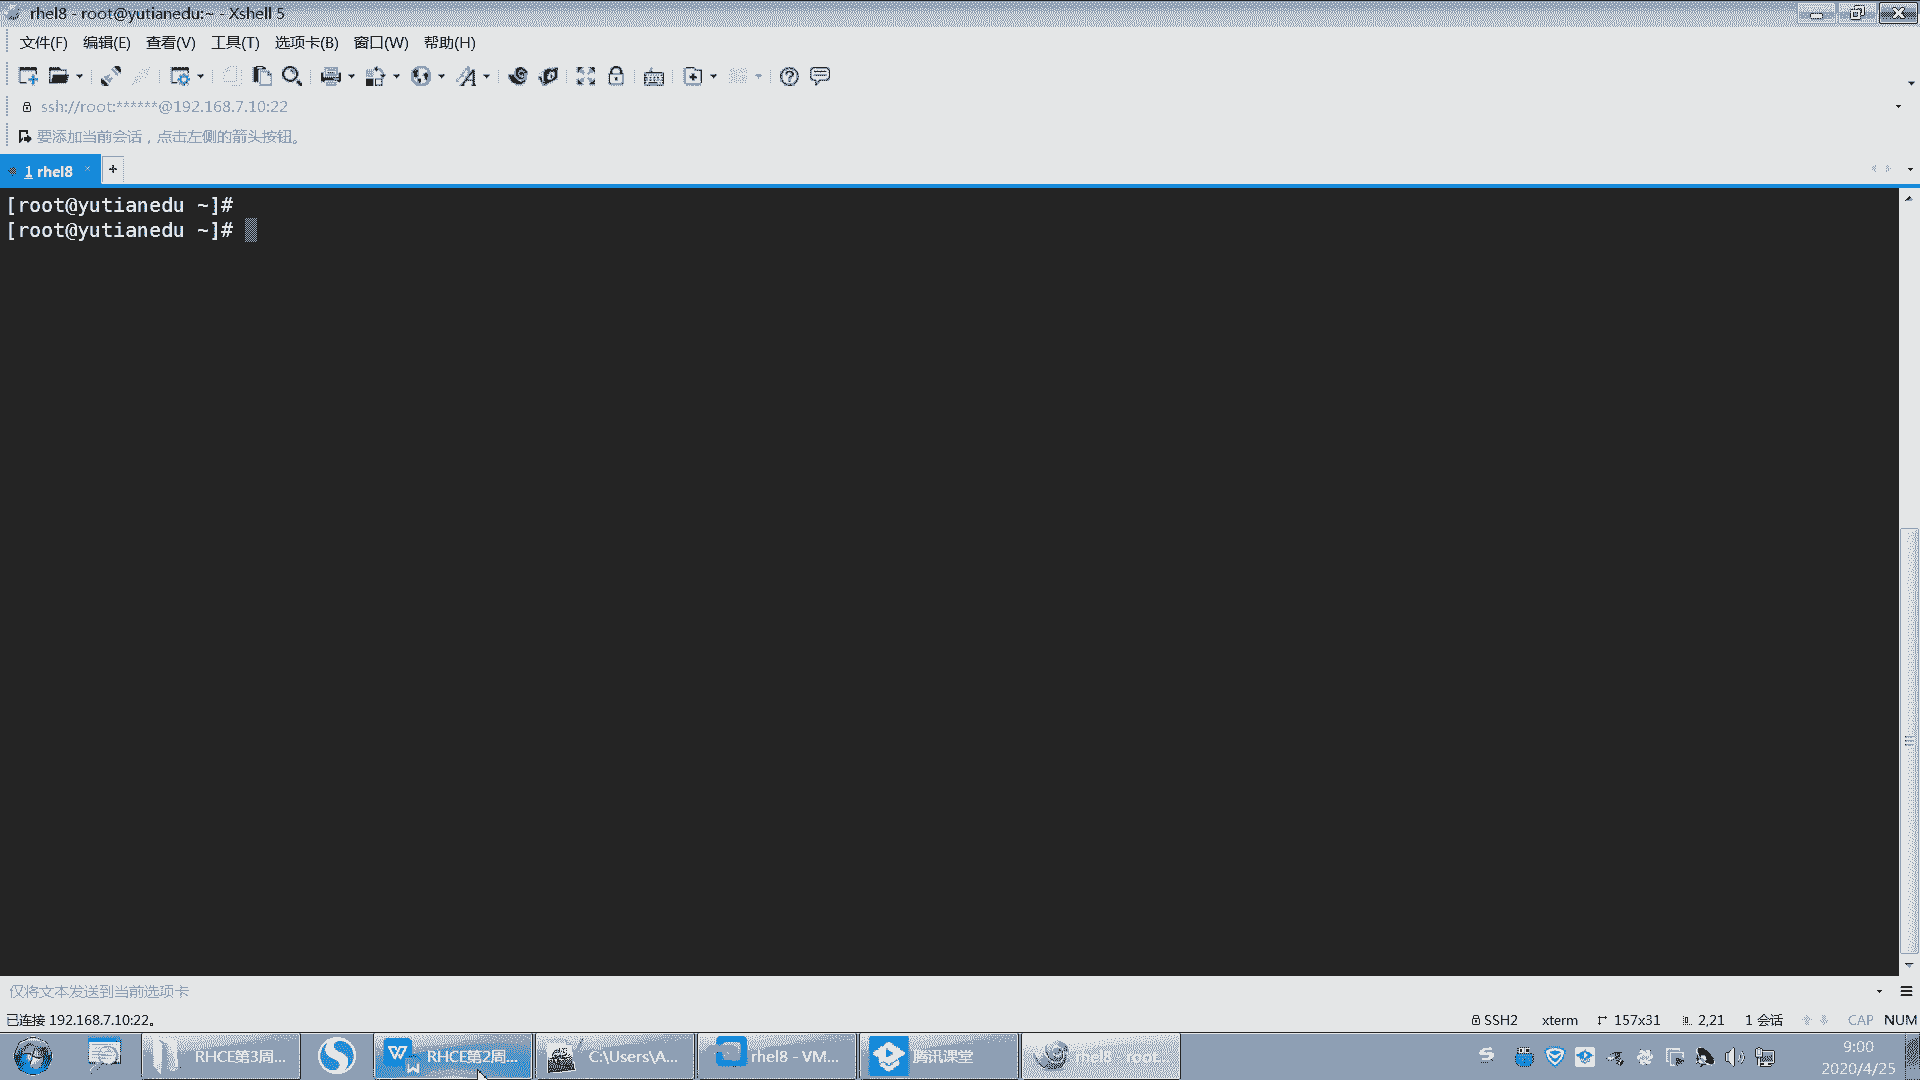 rhel8 - root@yutianedu:~ - Xshell 5
文件(F) 编辑(E) 查看(V) 工具(T) 选项卡(B) 窗口(W) 帮助(H)
ssh://root:******@192.168.7.10:22
要添加当前会话，点击左侧的箭头按钮。
1 rhel8
[root@yutianedu ~]#
[root@yutianedu ~]#
仅将文本发送到当前选项卡
已连接 192.168.7.10:22。
SSH2 xterm 157x31 2,21 1 会话 CAP NUM
RHCE第3周... RHCE第2周... C:\Users\A... rhel8 - VM... 腾讯课堂 rhel8 - root... 9:00
2020/4/25